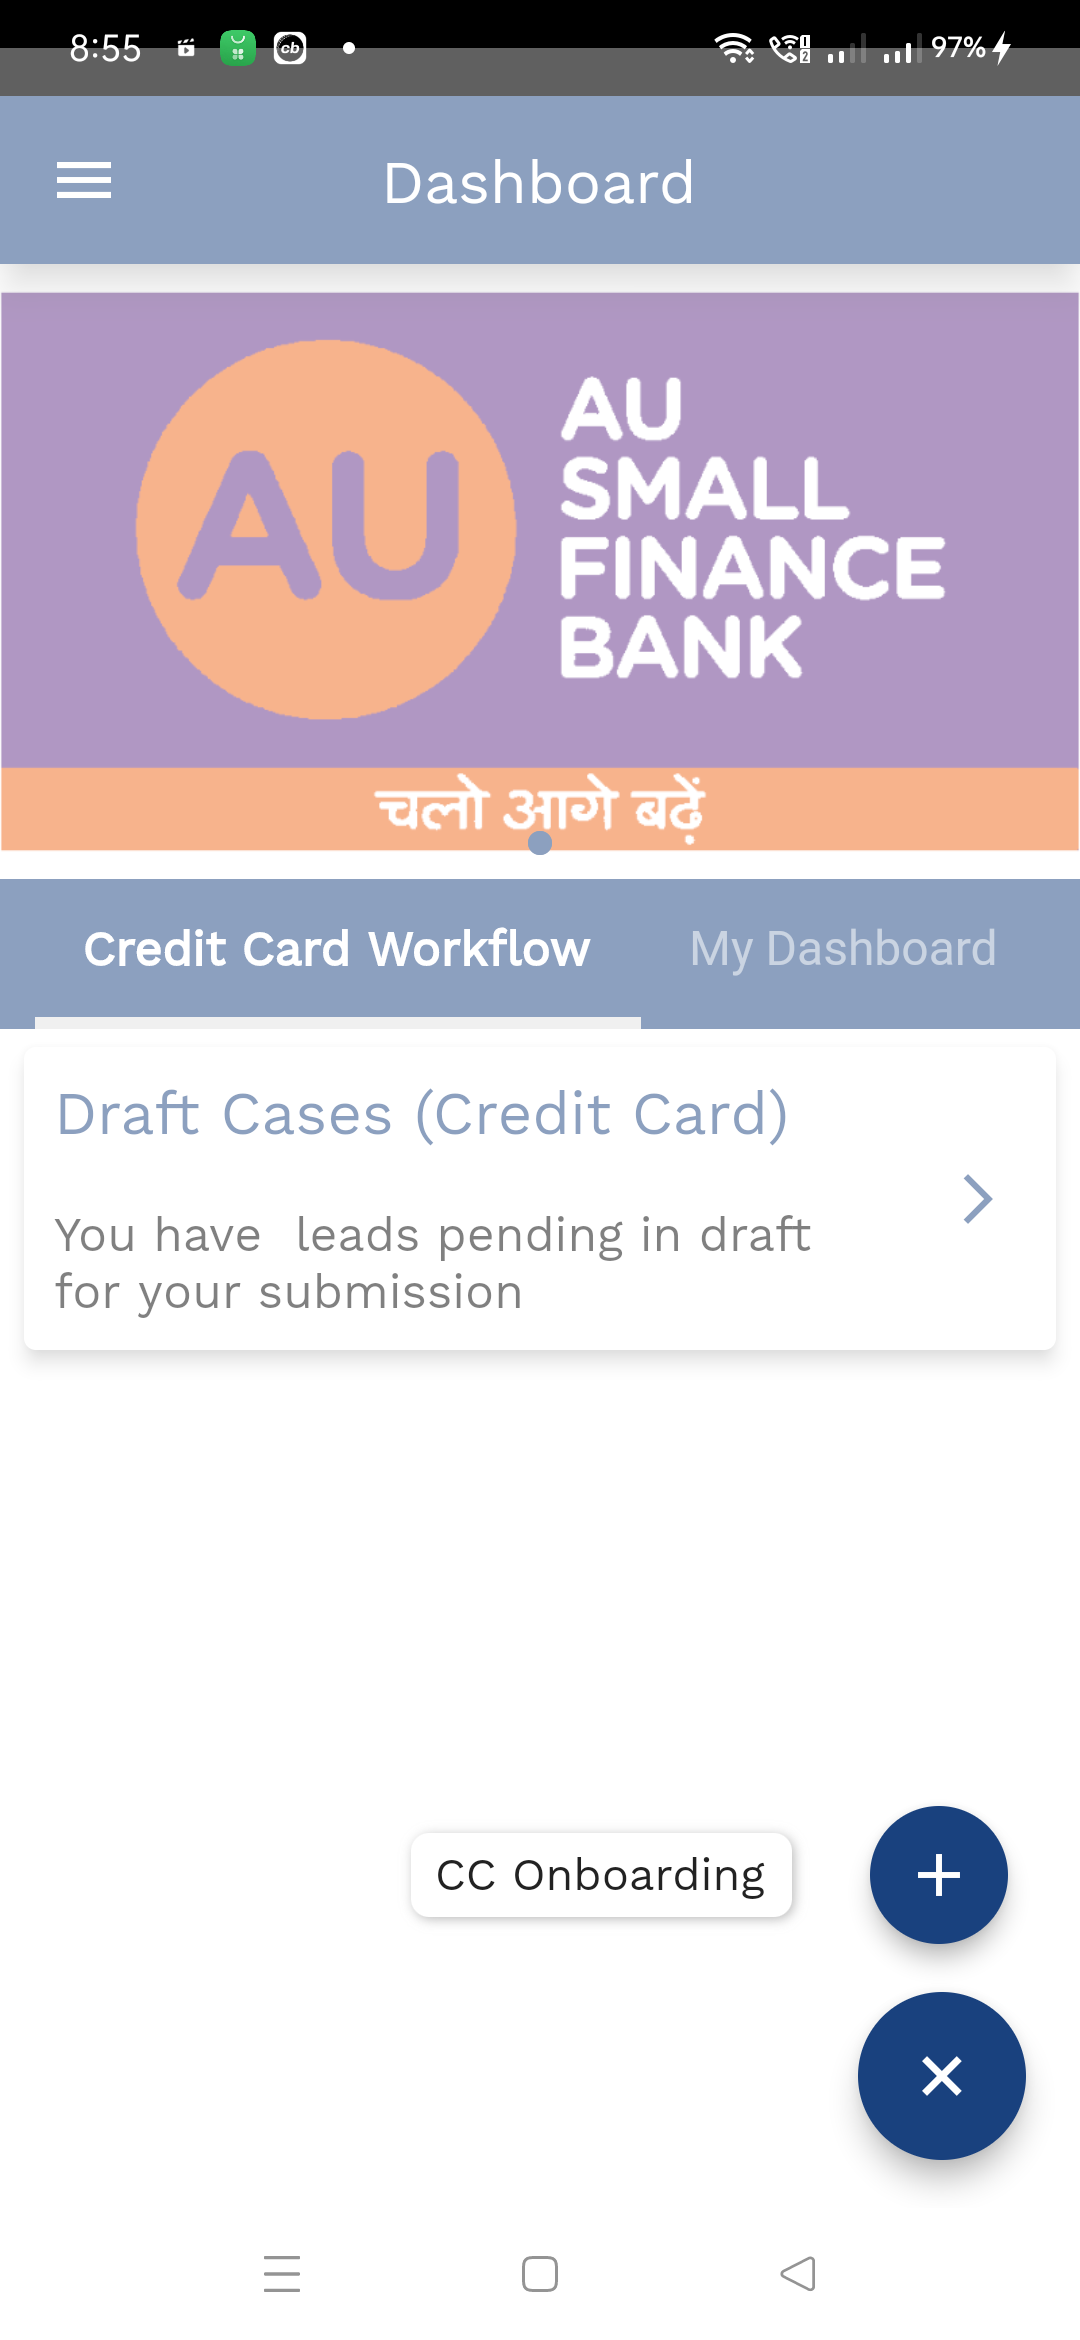 8:55
cb
97%
Dashboard
AU
AU
SMALL
FINANCE
BANK
चलो आगे बढ़ें
Credit Card Workflow
My Dashboard
Draft Cases (Credit Card)
You have  leads pending in draft
for your submission
CC Onboarding